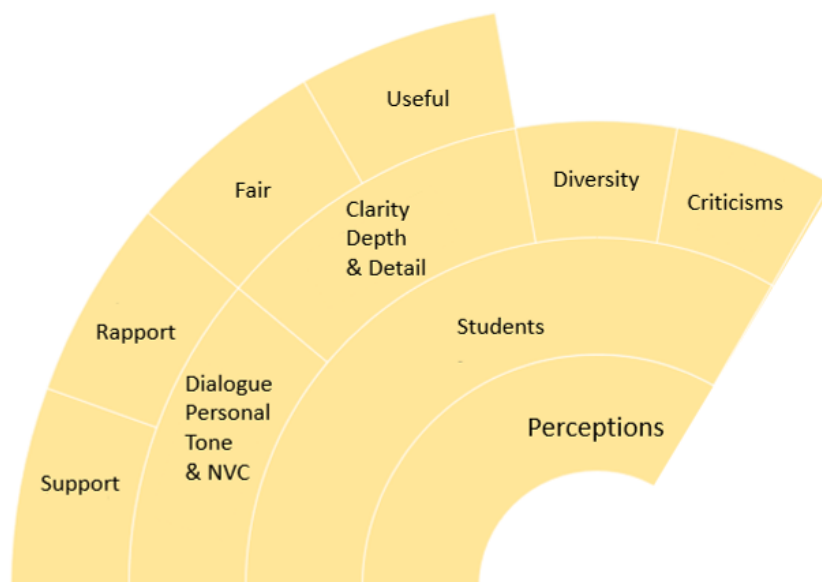 Useful
Fair
Diversity
Criticisms
Clarity
Depth
& Detail
Rapport
Students
Dialogue
Personal
Tone
& NVC
Perceptions
Support